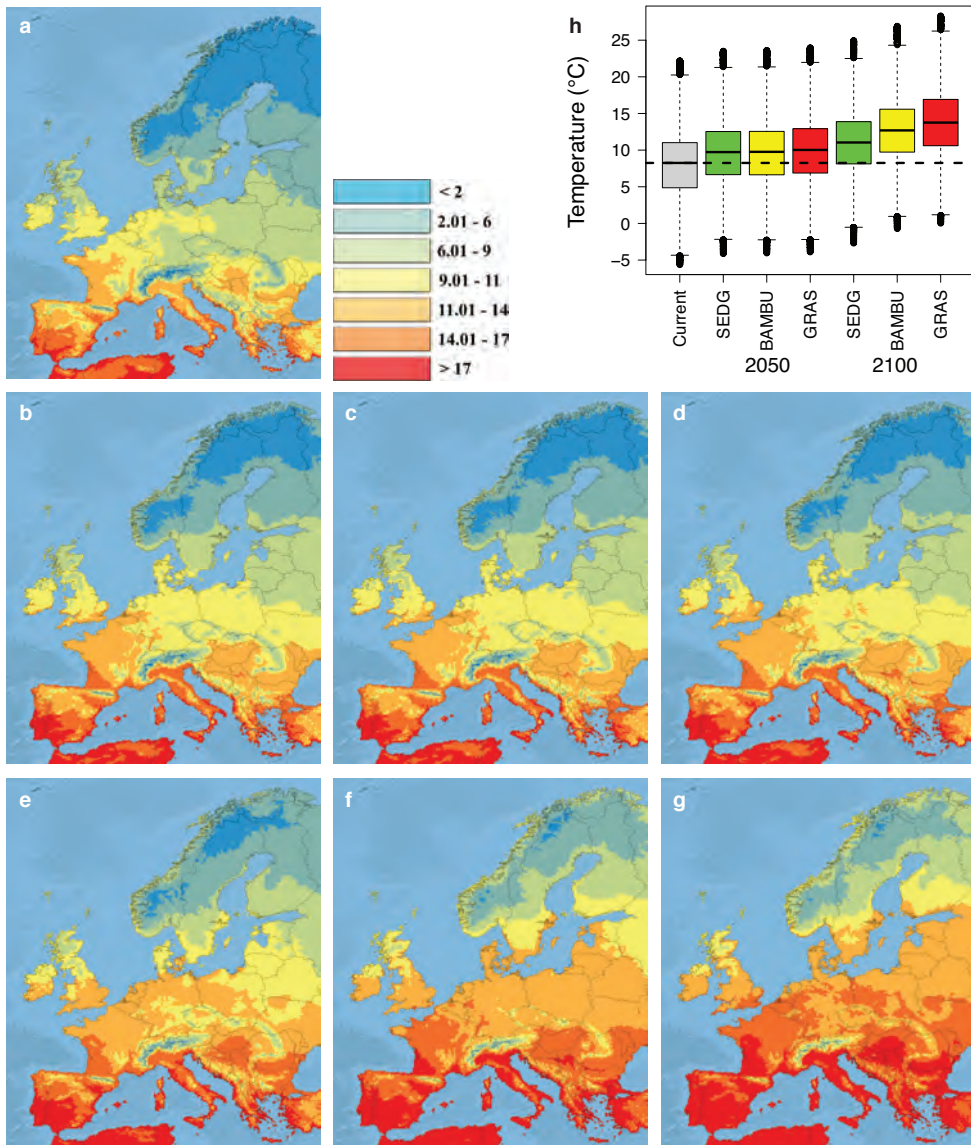 a
h
Temperature (°C)
25
20
15
10
5
0
−5
Current
SEDG
BAMBU
GRAS
SEDG
BAMBU
GRAS
2050
2100
< 2
2.01 - 6
6.01 - 9
9.01 - 11
11.01 - 14
14.01 - 17
> 17
b
c
d
e
f
g